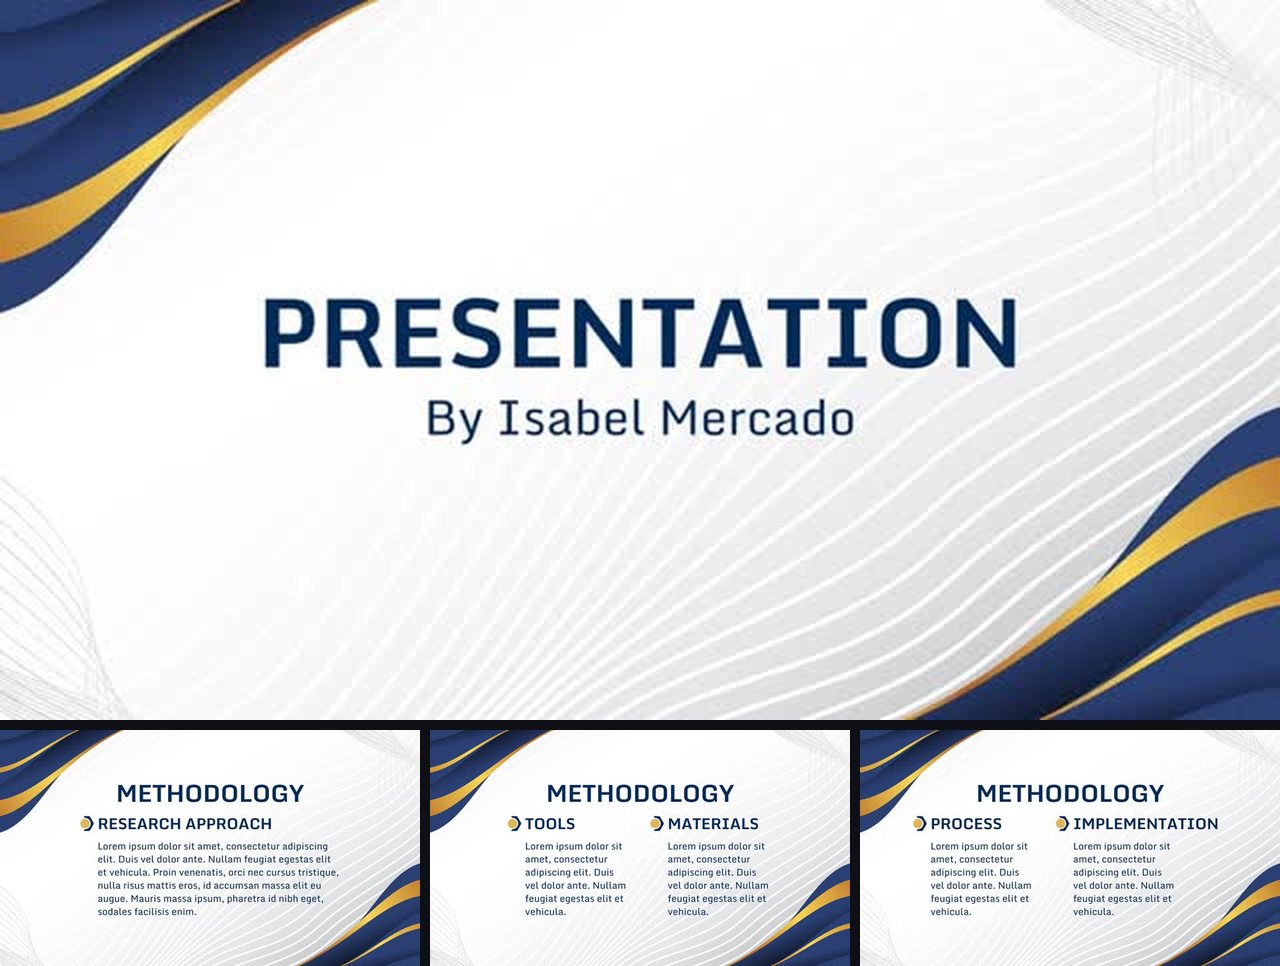 PRESENTATION
By Isabel Mercado
METHODOLOGY
RESEARCH APPROACH
Lorem ipsum dolor sit amet, consectetur adipiscing
elit. Duis vel dolor ante. Nullam feugiat egestas elit
et vehicula. Proin venenatis, orci nec cursus tristique,
nulla risus mattis eros, id accumsan massa elit eu
augue. Mauris massa ipsum, pharetra id nibh eget,
sodales facilisis enim.
METHODOLOGY
TOOLS
Lorem ipsum dolor sit
amet, consectetur
adipiscing elit. Duis
vel dolor ante. Nullam
feugiat egestas elit et
vehicula.
MATERIALS
Lorem ipsum dolor sit
amet, consectetur
adipiscing elit. Duis
vel dolor ante. Nullam
feugiat egestas elit et
vehicula.
METHODOLOGY
PROCESS
Lorem ipsum dolor sit
amet, consectetur
adipiscing elit. Duis
vel dolor ante. Nullam
feugiat egestas elit et
vehicula.
IMPLEMENTATION
Lorem ipsum dolor sit
amet, consectetur
adipiscing elit. Duis
vel dolor ante. Nullam
feugiat egestas elit et
vehicula.